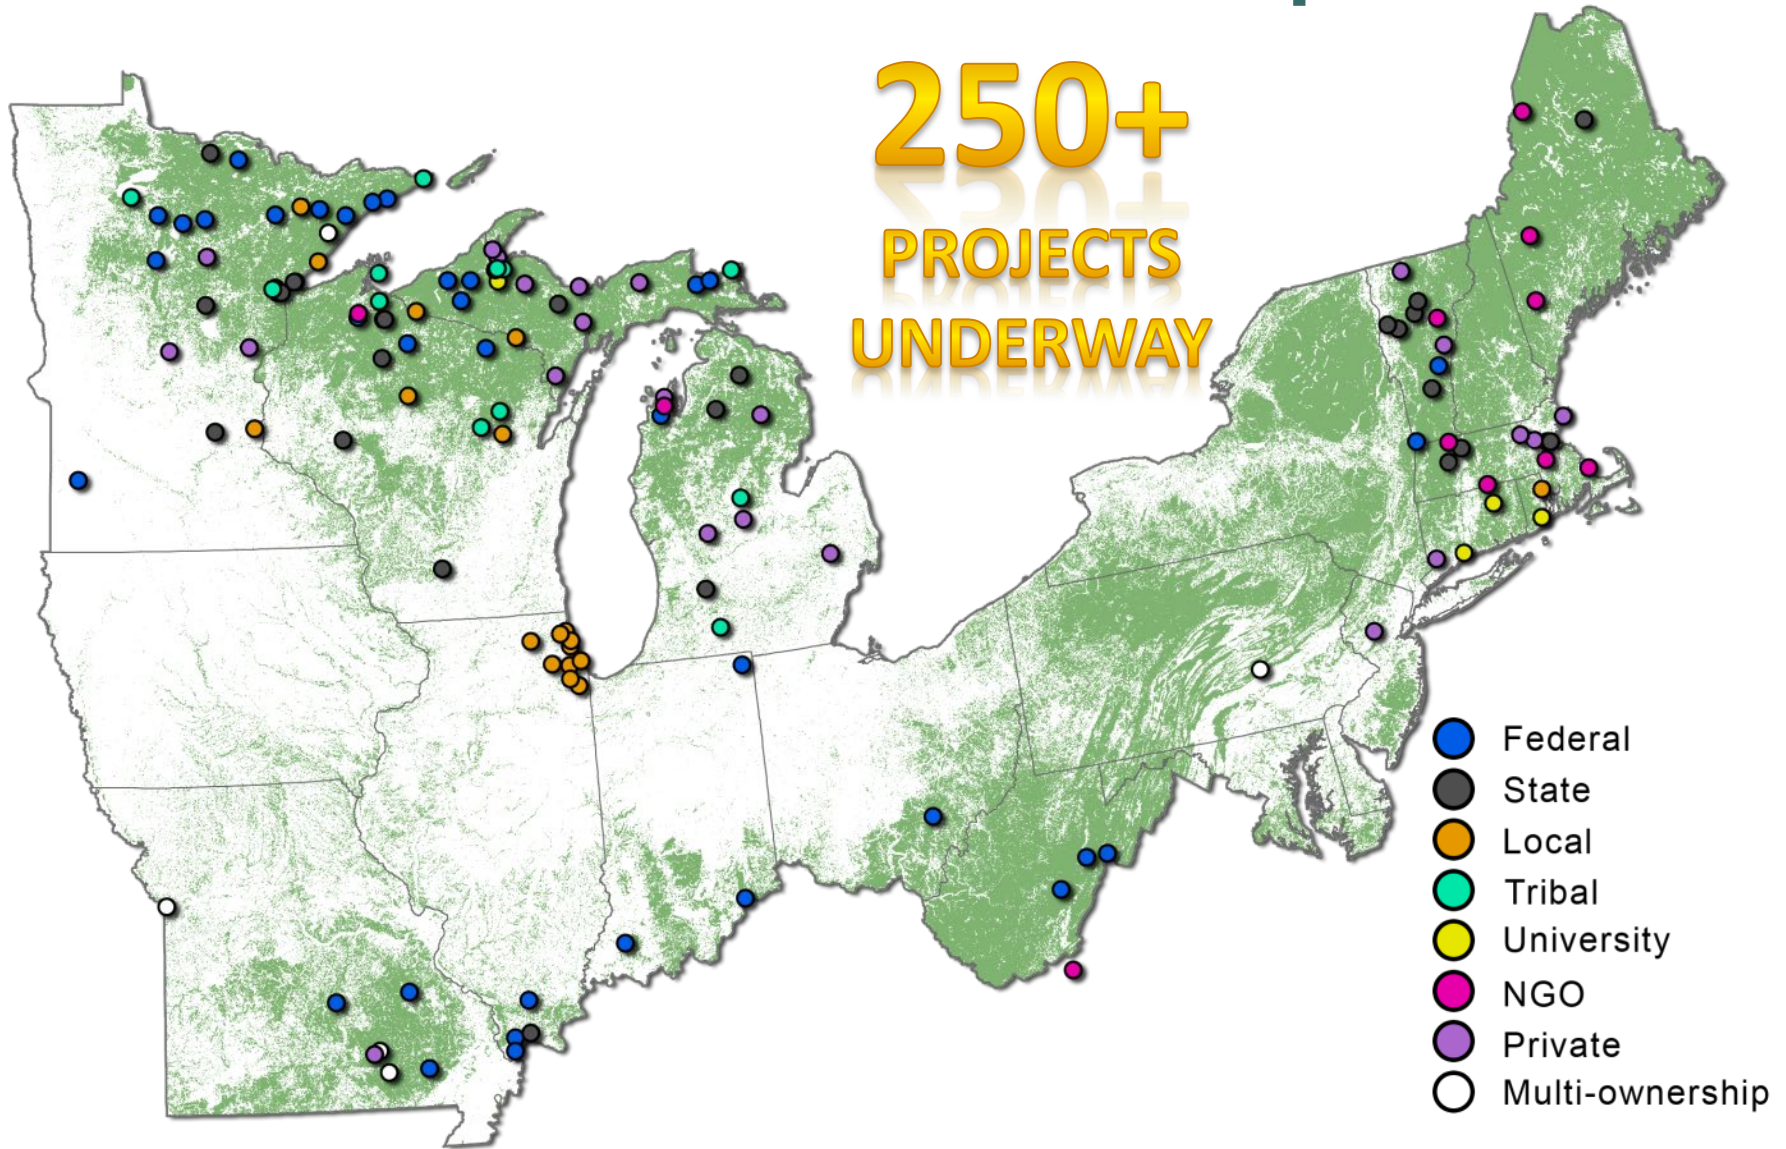 250+
PROJECTS
UNDERWAY
Federal
State
Local
Tribal
University
NGO
Private
Multi-ownership